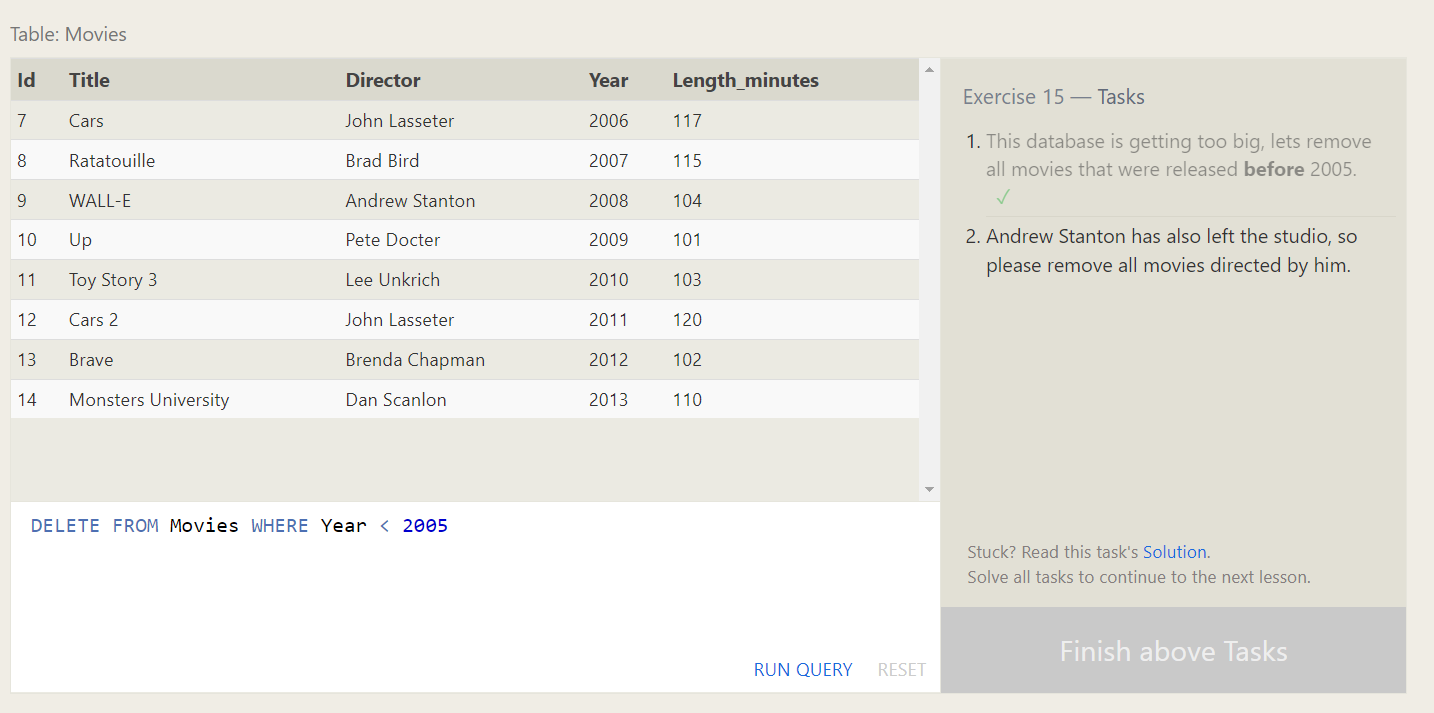 Table: Movies
Id Title Director Year Length_minutes
7 Cars John Lasseter 2006 117
8 Ratatouille Brad Bird 2007 115
9 WALL-E Andrew Stanton 2008 104
10 Up Pete Docter 2009 101
11 Toy Story 3 Lee Unkrich 2010 103
12 Cars 2 John Lasseter 2011 120
13 Brave Brenda Chapman 2012 102
14 Monsters University Dan Scanlon 2013 110
DELETE FROM Movies WHERE Year < 2005
RUN QUERY RESET
Exercise 15 — Tasks
1. This database is getting too big, lets remove
all movies that were released before 2005.
✓
2. Andrew Stanton has also left the studio, so
please remove all movies directed by him.
Stuck? Read this task's Solution.
Solve all tasks to continue to the next lesson.
Finish above Tasks